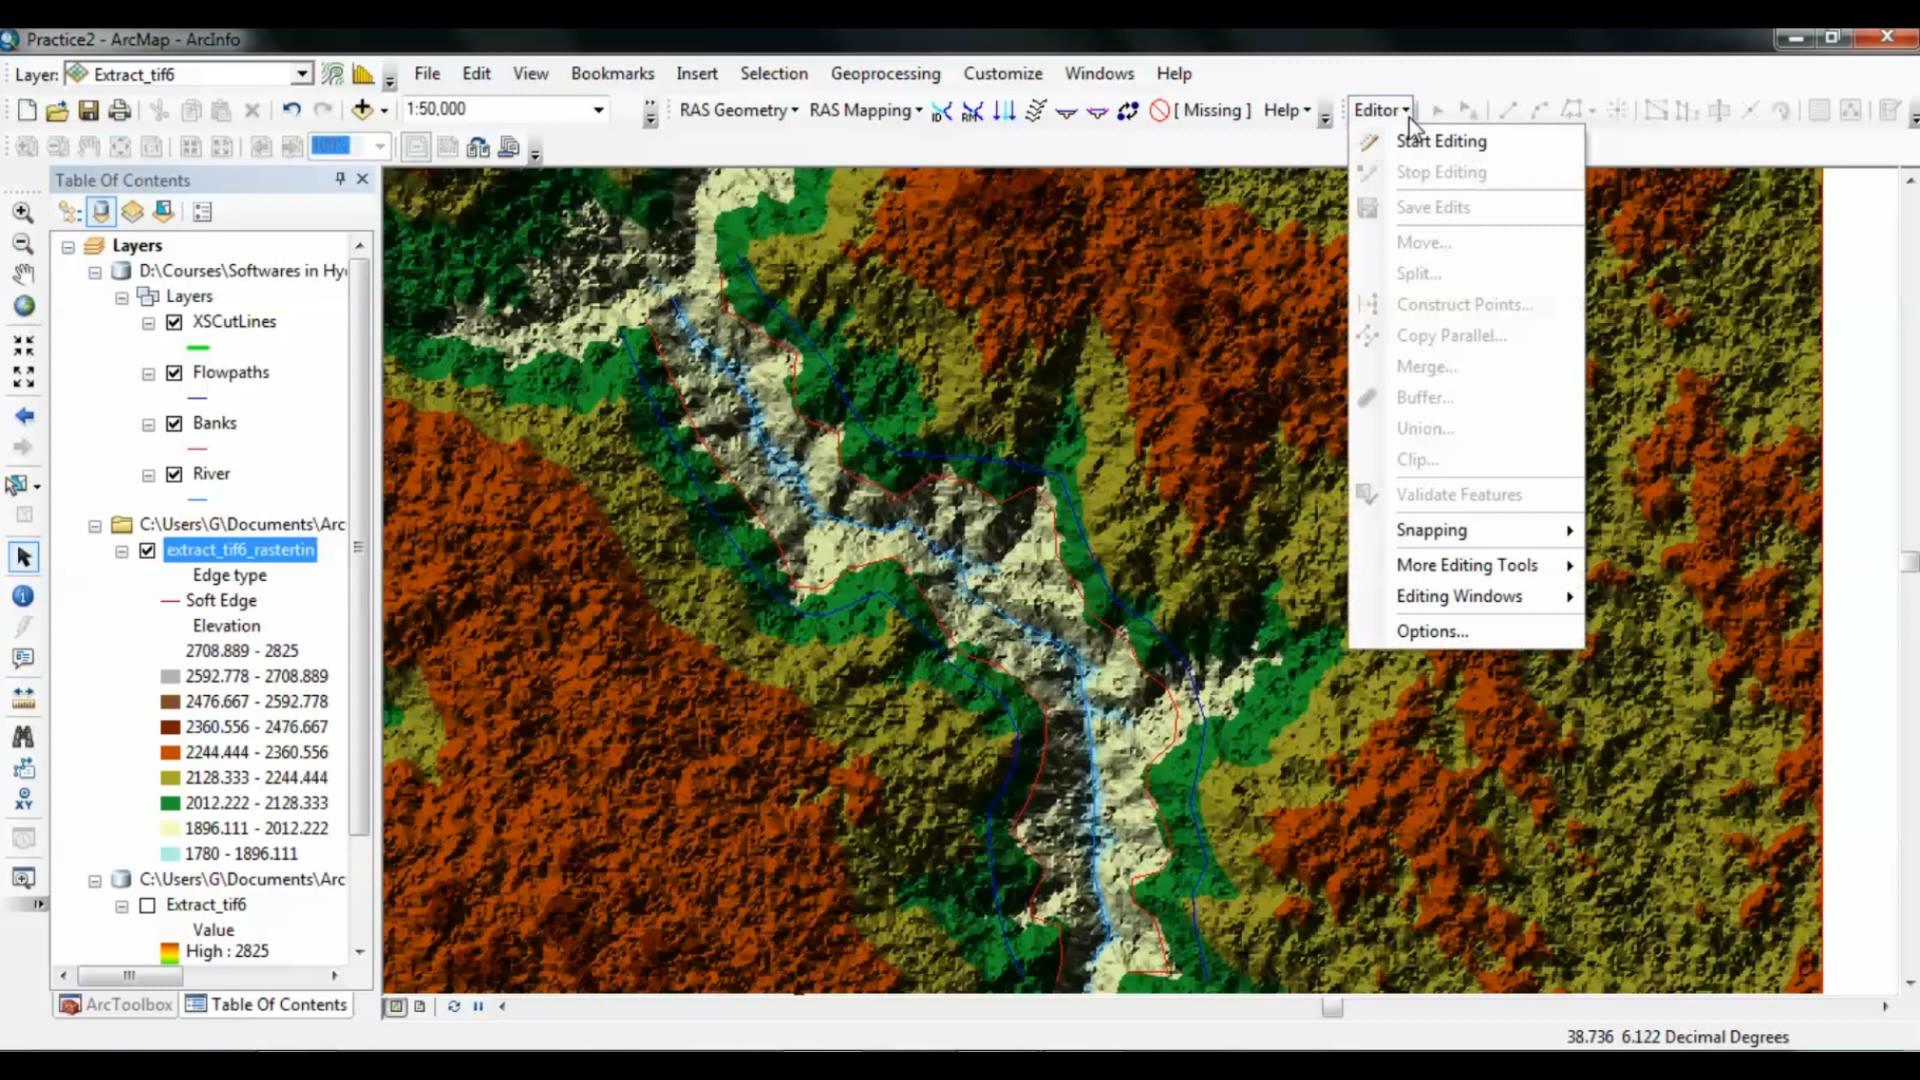 Practice2 - ArcMap - ArcInfo
Layer: Extract_tif6
File Edit View Bookmarks Insert Selection Geoprocessing Customize Windows Help
1:50,000
RAS Geometry RAS Mapping ID RM [ Missing ] Help
Editor
100%
Start Editing
Stop Editing
Save Edits
Move...
Split...
Construct Points...
Copy Parallel...
Merge...
Buffer...
Union...
Clip...
Validate Features
Snapping
More Editing Tools
Editing Windows
Options...
Table Of Contents
Layers
D:\Courses\Softwares in Hy
Layers
XSCutLines
Flowpaths
Banks
River
C:\Users\G\Documents\Arc
extract_tif6_rastertin
Edge type
Soft Edge
Elevation
2708.889 - 2825
2592.778 - 2708.889
2476.667 - 2592.778
2360.556 - 2476.667
2244.444 - 2360.556
2128.333 - 2244.444
2012.222 - 2128.333
1896.111 - 2012.222
1780 - 1896.111
C:\Users\G\Documents\Arc
Extract_tif6
Value
High : 2825
XY
ArcToolbox
Table Of Contents
38.736 6.122 Decimal Degrees